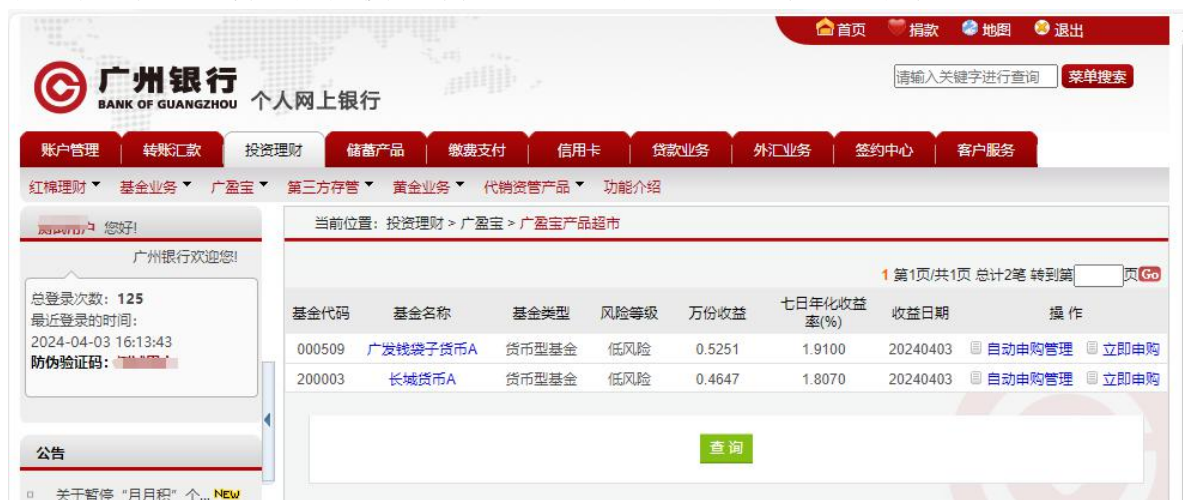 首页 捐款 地图 退出
广州银行
BANK OF GUANGZHOU
个人网上银行
请输入关键字进行查询 菜单搜索
账户管理 转账汇款 投资理财 储蓄产品 缴费支付 信用卡 贷款业务 外汇业务 签约中心 客户服务
红棉理财 基金业务 广盈宝 第三方存管 黄金业务 代销资管产品 功能介绍
您好!
广州银行欢迎您!
总登录次数: 125
最近登录的时间:
2024-04-03 16:13:43
防伪验证码:
公告
关于暂停 "月月积" 个... NEW
当前位置: 投资理财 > 广盈宝 > 广盈宝产品超市
1 第1页/共1页 总计2笔 转到第 页 Go
基金代码 基金名称 基金类型 风险等级 万份收益 七日年化收益率(%) 收益日期 操 作
000509 广发钱袋子货币A 货币型基金 低风险 0.5251 1.9100 20240403 自动申购管理 立即申购
200003 长城货币A 货币型基金 低风险 0.4647 1.8070 20240403 自动申购管理 立即申购
查 询